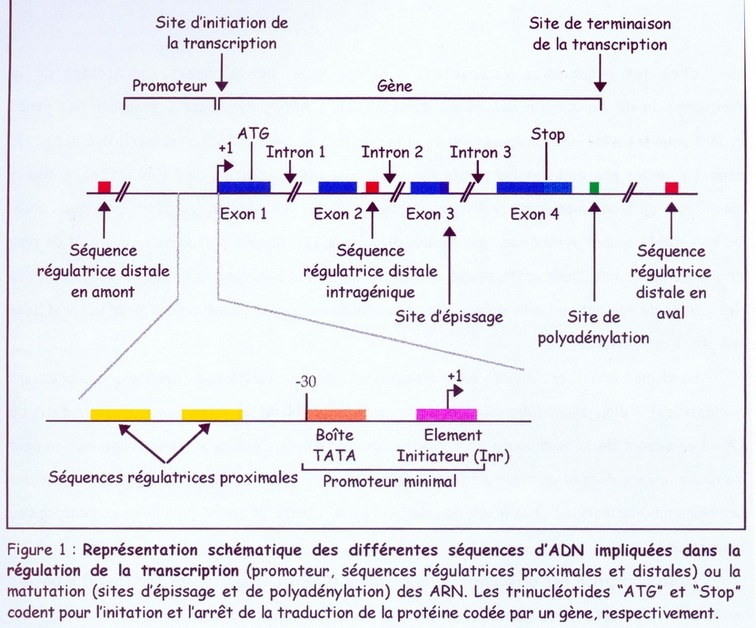 Site d'initiation de
la transcription
Site de terminaison
de la transcription
Promoteur
Gène
ATG
Stop
+1
Intron 1
Intron 2
Intron 3
Exon 1
Exon 2
Exon 3
Exon 4
Séquence
régulatrice distale
en amont
Séquence
régulatrice distale
intragénique
Site d'épissage
Site de
polyadénylation
Séquence
régulatrice
distale en
aval
-30
+1
Boîte
TATA
Element
Initiateur (Inr)
Séquences régulatrices proximales
Promoteur minimal
Figure 1 : Représentation schématique des différentes séquences d'ADN impliquées dans la
régulation de la transcription (promoteur, séquences régulatrices proximales et distales) ou la
matutation (sites d'épissage et de polyadénylation) des ARN. Les trinucléotides "ATG" et "Stop"
codent pour l'initation et l'arrêt de la traduction de la protéine codée par un gène, respectivement.